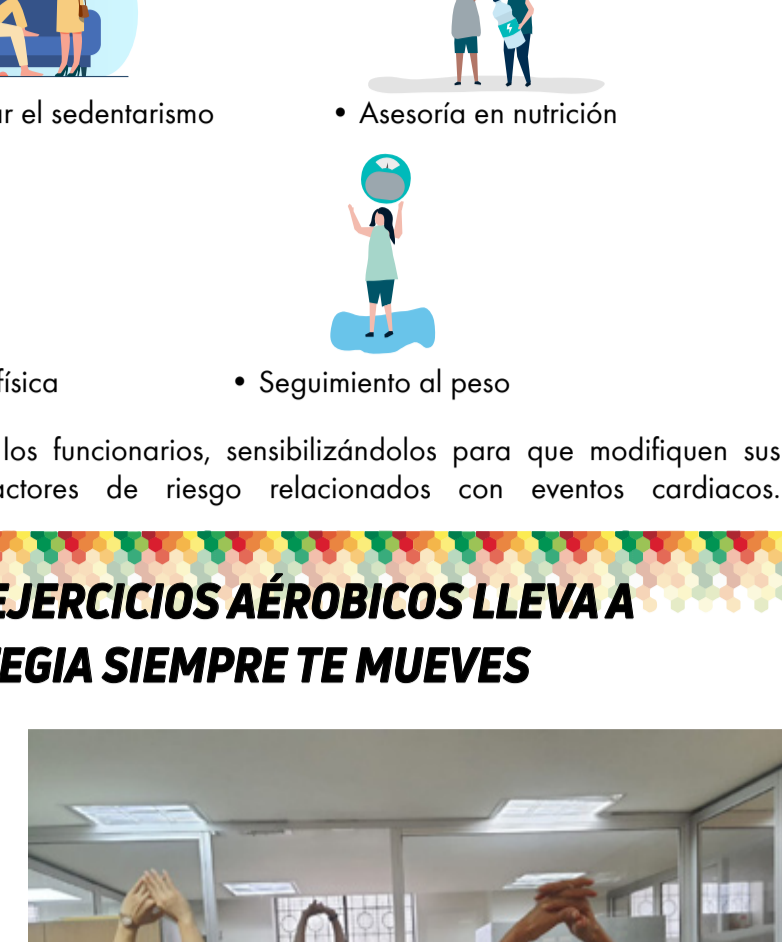 ar el sedentarismo
• Asesoría en nutrición
física
• Seguimiento al peso
los funcionarios, sensibilizándolos para que modifiquen sus
actores de riesgo relacionados con eventos cardiacos.
EJERCICIOS AÉROBICOS LLEVA A
TEGIA SIEMPRE TE MUEVES